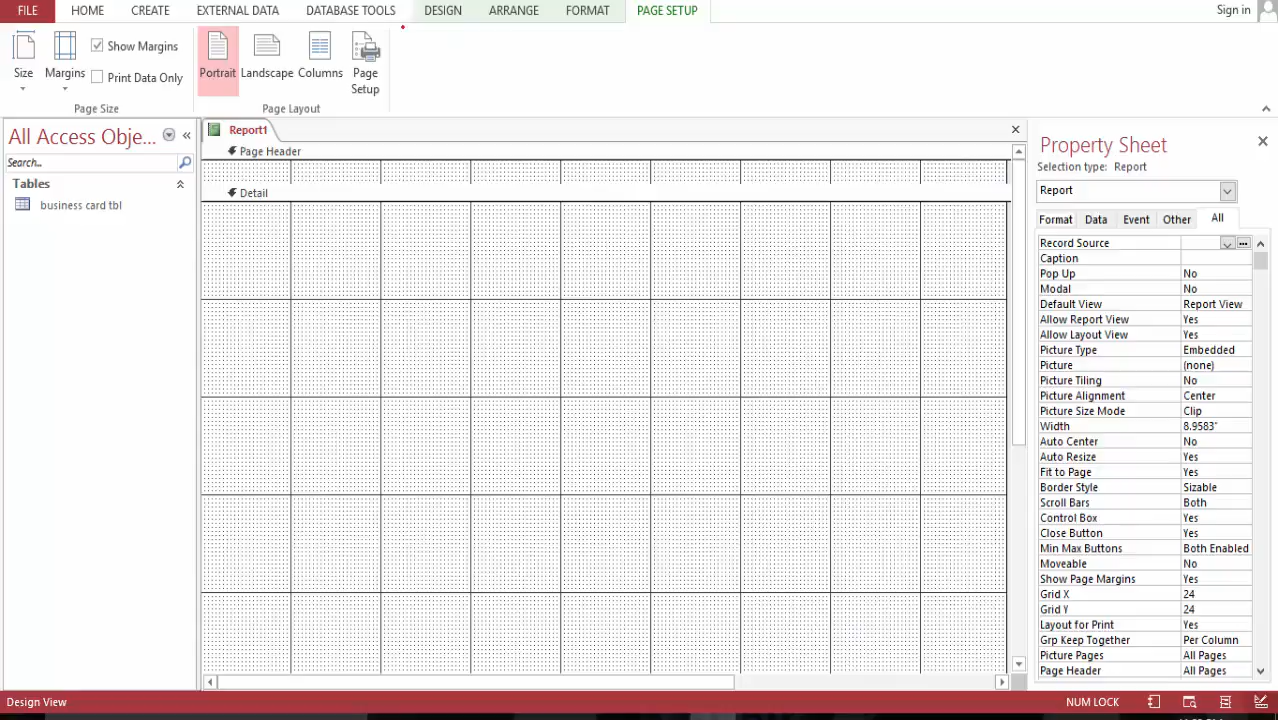 FILE HOME CREATE EXTERNAL DATA DATABASE TOOLS DESIGN ARRANGE FORMAT PAGE SETUP Sign in
Size
Margins
Show Margins
Print Data Only
Page Size
Portrait
Landscape
Columns
Page
Setup
Page Layout
All Access Obje...
Search..
Tables
business card tbl
Report1
Page Header
Detail
Property Sheet
Selection type: Report
Report
Format Data Event Other All
Record Source
Caption
Pop Up No
Modal No
Default View Report View
Allow Report View Yes
Allow Layout View Yes
Picture Type Embedded
Picture (none)
Picture Tiling No
Picture Alignment Center
Picture Size Mode Clip
Width 8.9583"
Auto Center No
Auto Resize Yes
Fit to Page Yes
Border Style Sizable
Scroll Bars Both
Control Box Yes
Close Button Yes
Min Max Buttons Both Enabled
Moveable No
Show Page Margins Yes
Grid X 24
Grid Y 24
Layout for Print Yes
Grp Keep Together Per Column
Picture Pages All Pages
Page Header All Pages
Design View NUM LOCK